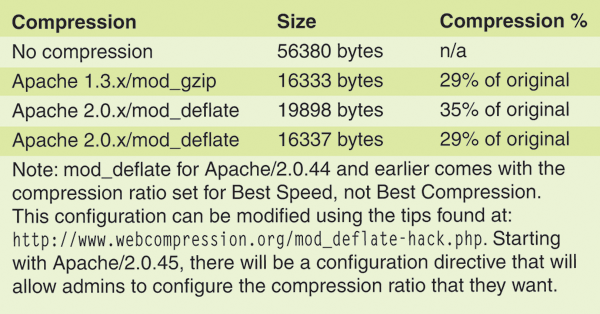 Compression Size Compression %
No compression 56380 bytes n/a
Apache 1.3.x/mod_gzip 16333 bytes 29% of original
Apache 2.0.x/mod_deflate 19898 bytes 35% of original
Apache 2.0.x/mod_deflate 16337 bytes 29% of original
Note: mod_deflate for Apache/2.0.44 and earlier comes with the
compression ratio set for Best Speed, not Best Compression.
This configuration can be modified using the tips found at:
http://www.webcompression.org/mod_deflate-hack.php. Starting
with Apache/2.0.45, there will be a configuration directive that will
allow admins to configure the compression ratio that they want.